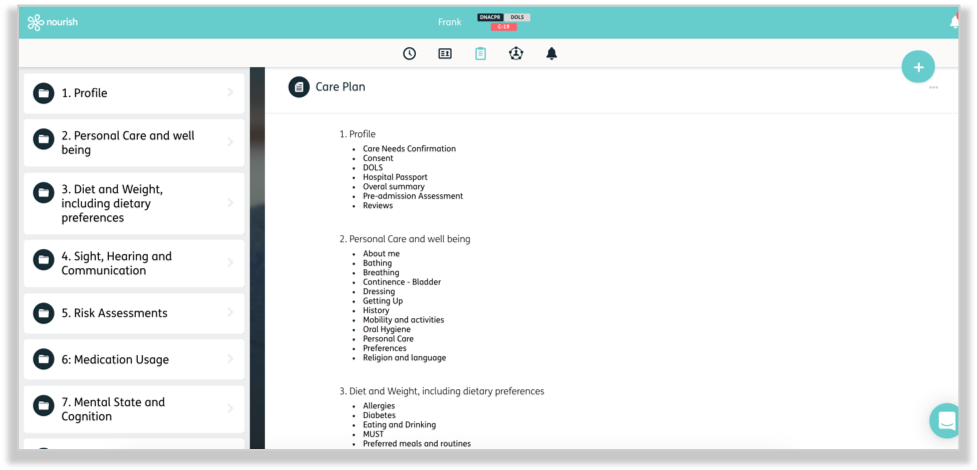 nourish
Frank
DNACPR DOLS
C-19
Care Plan
1. Profile
2. Personal Care and well
being
3. Diet and Weight,
including dietary
preferences
4. Sight, Hearing and
Communication
5. Risk Assessments
6: Medication Usage
7. Mental State and
Cognition
1. Profile
Care Needs Confirmation
Consent
DOLS
Hospital Passport
Overal summary
Pre-admission Assessment
Reviews
2. Personal Care and well being
About me
Bathing
Breathing
Continence - Bladder
Dressing
Getting Up
History
Mobility and activities
Oral Hygiene
Personal Care
Preferences
Religion and language
3. Diet and Weight, including dietary preferences
Allergies
Diabetes
Eating and Drinking
MUST
Preferred meals and routines